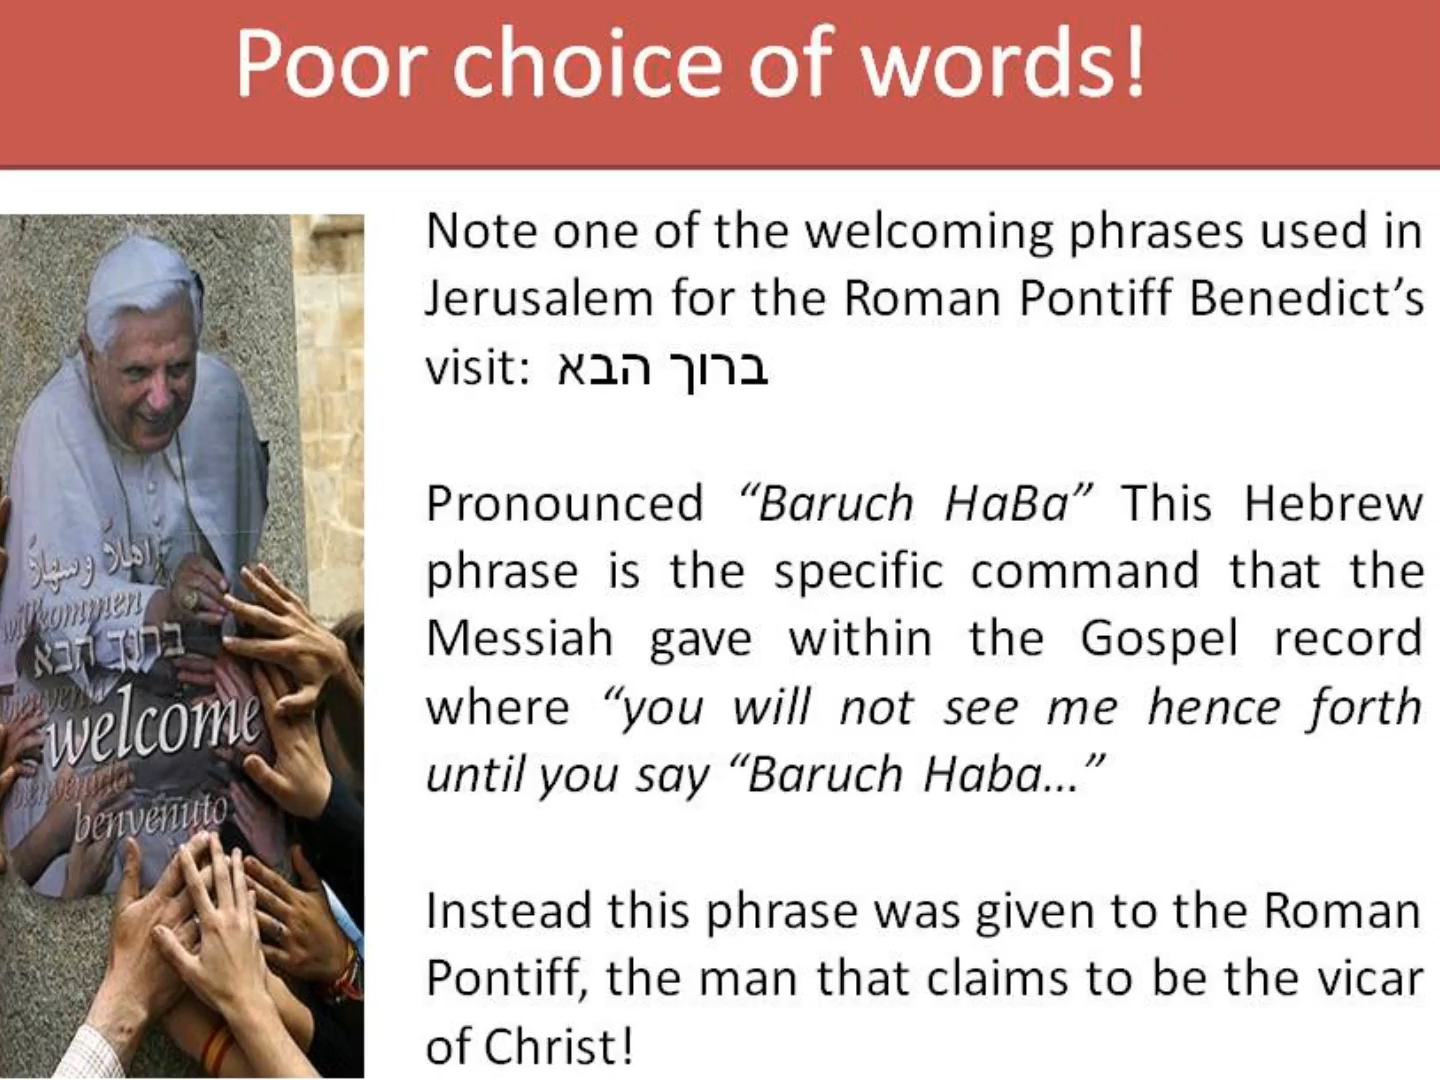 Poor choice of words!
Note one of the welcoming phrases used in
Jerusalem for the Roman Pontiff Benedict’s
visit: ברוך הבא
Pronounced “Baruch HaBa” This Hebrew
phrase is the specific command that the
Messiah gave within the Gospel record
where “you will not see me hence forth
until you say “Baruch Haba...”
Instead this phrase was given to the Roman
Pontiff, the man that claims to be the vicar
of Christ!
اهلاً وسهلاً
willkommen
ברוך הבא
welcome
benvenuto